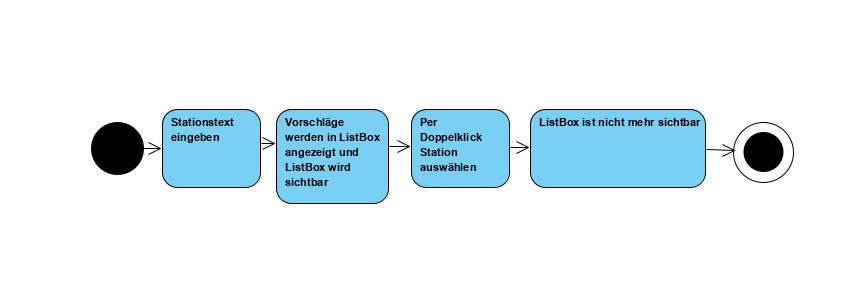 Stationstext
eingeben
Vorschläge
werden in ListBox
angezeigt und
ListBox wird
sichtbar
Per
Doppelklick
Station
auswählen
ListBox ist nicht mehr sichtbar